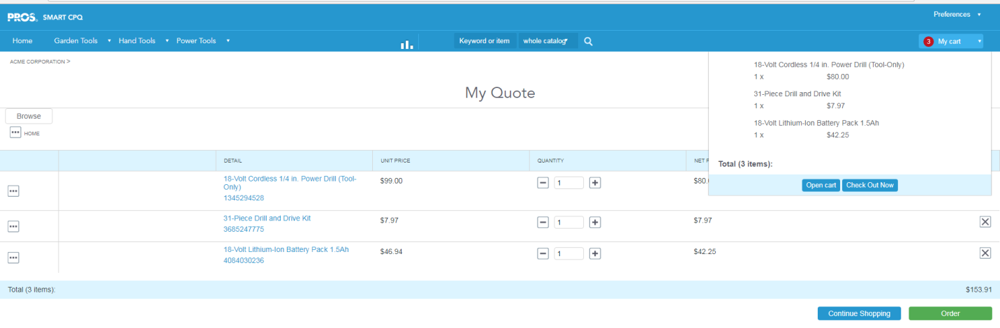 PROS® SMART CPQ
Preferences
Home Garden Tools Hand Tools Power Tools Keyword or item whole catalog 3 My cart
ACME CORPORATION >
18-Volt Cordless 1/4 in. Power Drill (Tool-Only)
1 x $80.00
31-Piece Drill and Drive Kit
1 x $7.97
18-Volt Lithium-Ion Battery Pack 1.5Ah
1 x $42.25
Total (3 items):
Open cart Check Out Now
My Quote
Browse
HOME
DETAIL UNIT PRICE QUANTITY NET P
18-Volt Cordless 1/4 in. Power Drill (Tool- $99.00 1 $80.
Only)
1345294528
31-Piece Drill and Drive Kit $7.97 1 $7.97
3685247775
18-Volt Lithium-Ion Battery Pack 1.5Ah $46.94 1 $42.25
4084030236
Total (3 items): $153.91
Continue Shopping Order